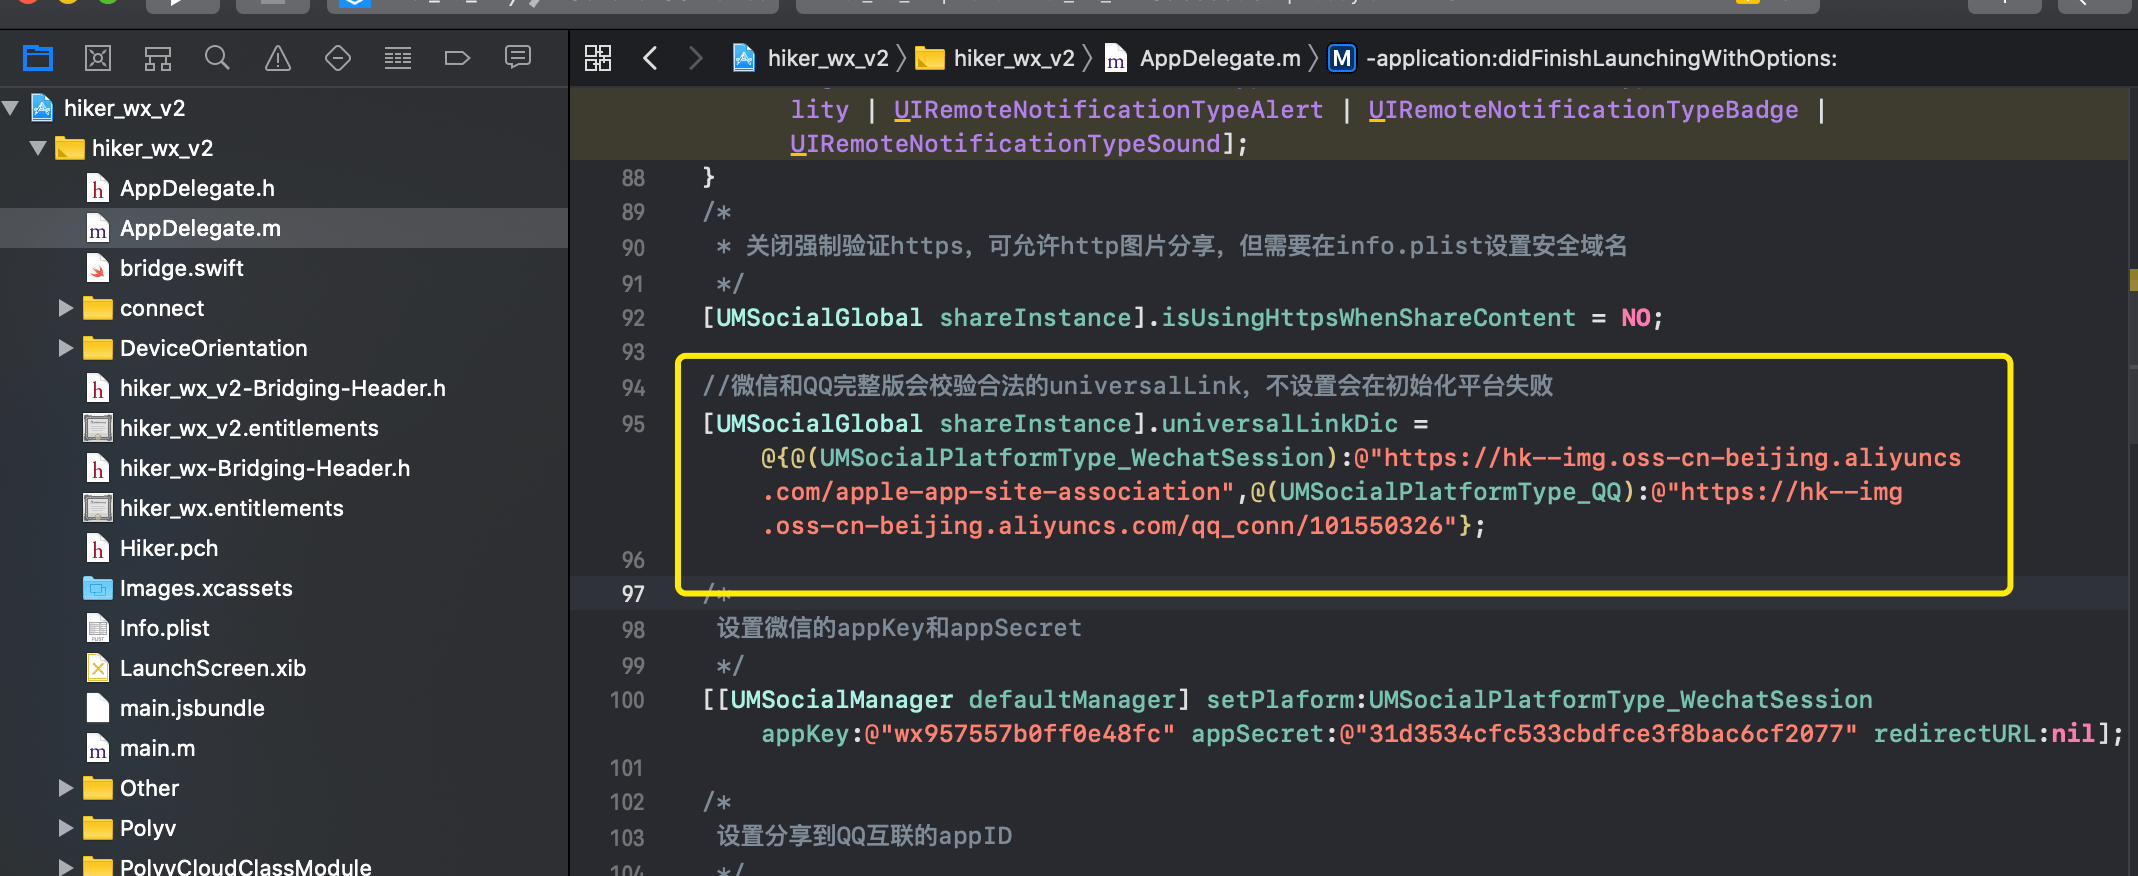 hiker_wx_v2
hiker_wx_v2
AppDelegate.m
M
-application:didFinishLaunchingWithOptions:
hiker_wx_v2
hiker_wx_v2
AppDelegate.h
AppDelegate.m
bridge.swift
connect
DeviceOrientation
hiker_wx_v2-Bridging-Header.h
hiker_wx_v2.entitlements
hiker_wx-Bridging-Header.h
hiker_wx.entitlements
Hiker.pch
Images.xcassets
Info.plist
LaunchScreen.xib
main.jsbundle
main.m
Other
Polyv
PolyvCloudClassModule
lity | UIRemoteNotificationTypeAlert | UIRemoteNotificationTypeBadge |
UIRemoteNotificationTypeSound];
88 }
89 /*
90 * 关闭强制验证https，可允许http图片分享，但需要在info.plist设置安全域名
91 */
92 [UMSocialGlobal shareInstance].isUsingHttpsWhenShareContent = NO;
93
94 //微信和QQ完整版会校验合法的universalLink，不设置会在初始化平台失败
95 [UMSocialGlobal shareInstance].universalLinkDic =
@{@(UMSocialPlatformType_WechatSession):@"https://hk--img.oss-cn-beijing.aliyuncs
.com/apple-app-site-association",@(UMSocialPlatformType_QQ):@"https://hk--img
.oss-cn-beijing.aliyuncs.com/qq_conn/101550326"};
96
97 /*
98 设置微信的appKey和appSecret
99 */
100 [[UMSocialManager defaultManager] setPlaform:UMSocialPlatformType_WechatSession
appKey:@"wx957557b0ff0e48fc" appSecret:@"31d3534cfc533cbdfce3f8bac6cf2077" redirectURL:nil];
101
102 /*
103 设置分享到QQ互联的appID
104 */